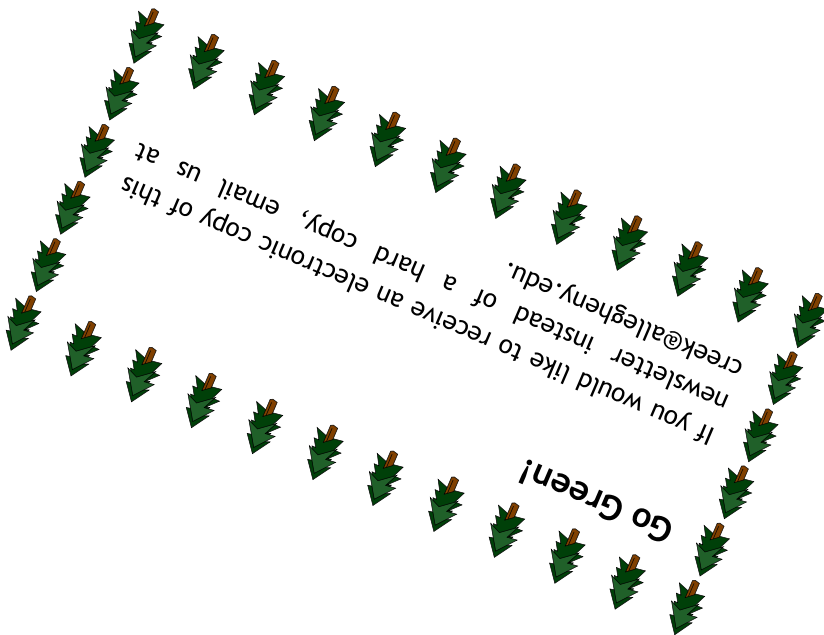 Go Green!
If you would like to receive an electronic copy of this
newsletter instead of a hard copy, email us at
creek@allegheny.edu.